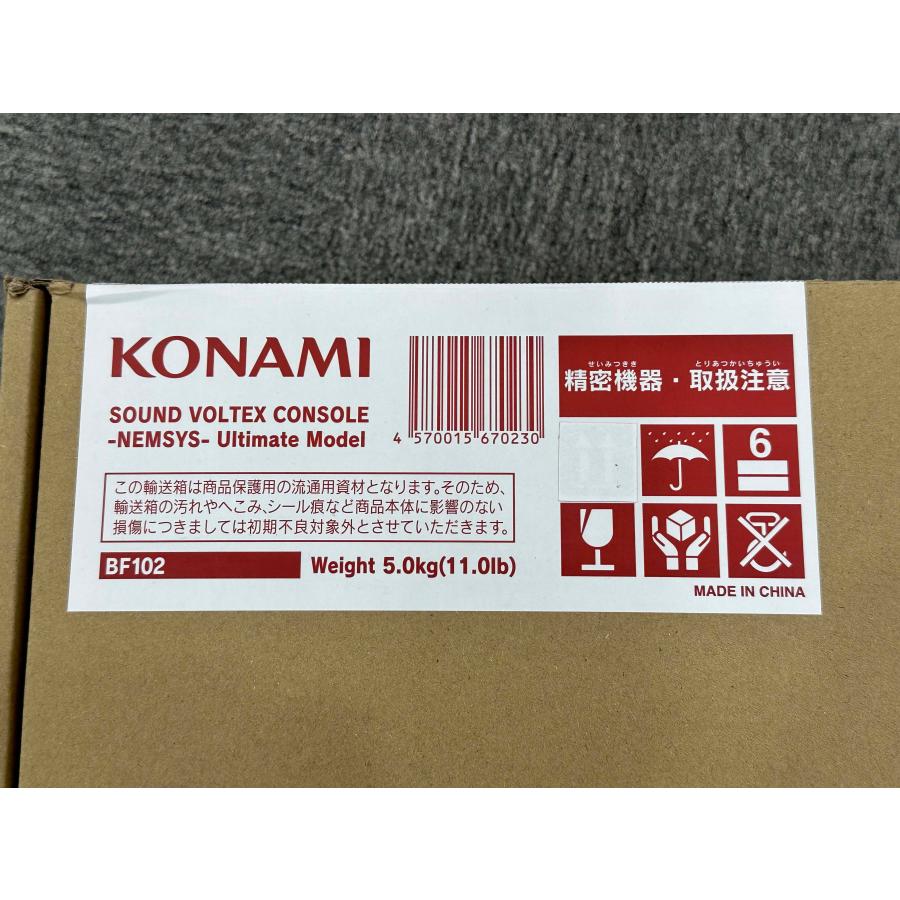 KONAMI
SOUND VOLTEX CONSOLE
-NEMSYS- Ultimate Model
4 570015 670230
せいみつきき とりあつかいちゅうい
精密機器・取扱注意
6
この輸送箱は商品保護用の流通用資材となります。そのため、
輸送箱の汚れやへこみ、シール痕など商品本体に影響のない
損傷につきましては初期不良対象外とさせていただきます。
BF102
Weight 5.0kg(11.0lb)
MADE IN CHINA